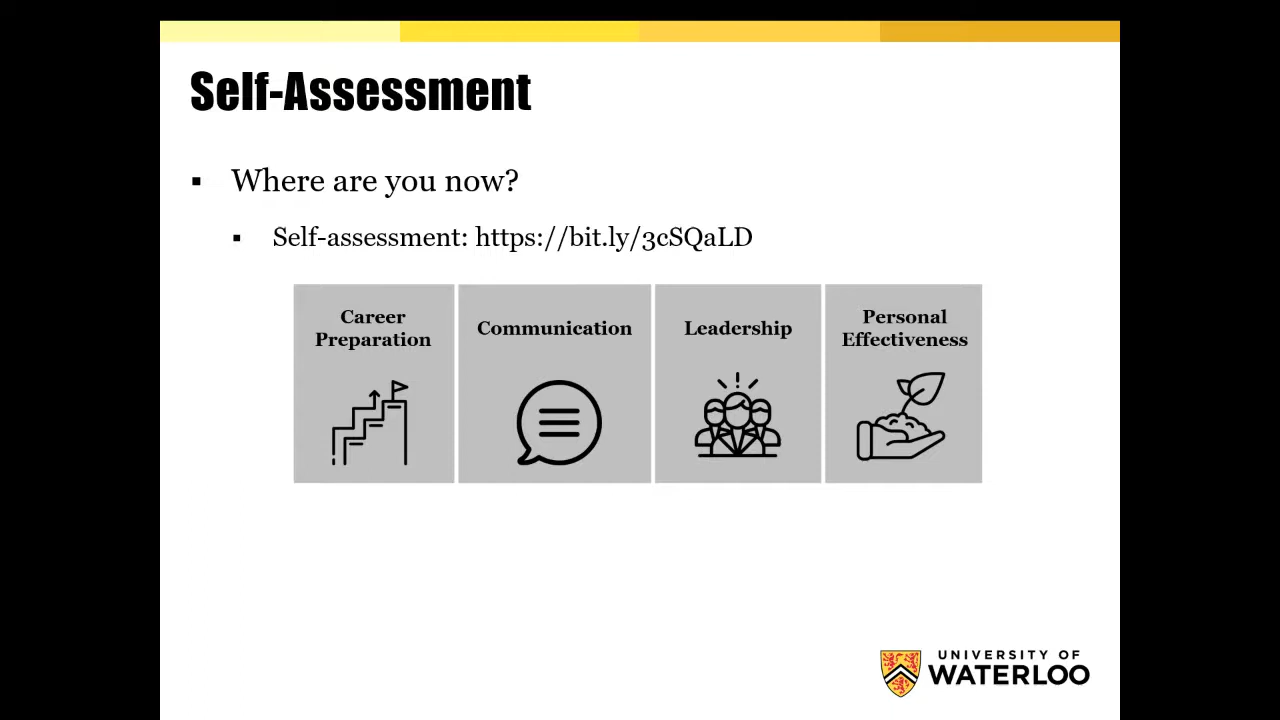 Self-Assessment
Where are you now?
Self-assessment: https://bit.ly/3cSQaLD
Career
Preparation
Communication
Leadership
Personal
Effectiveness
UNIVERSITY OF
WATERLOO